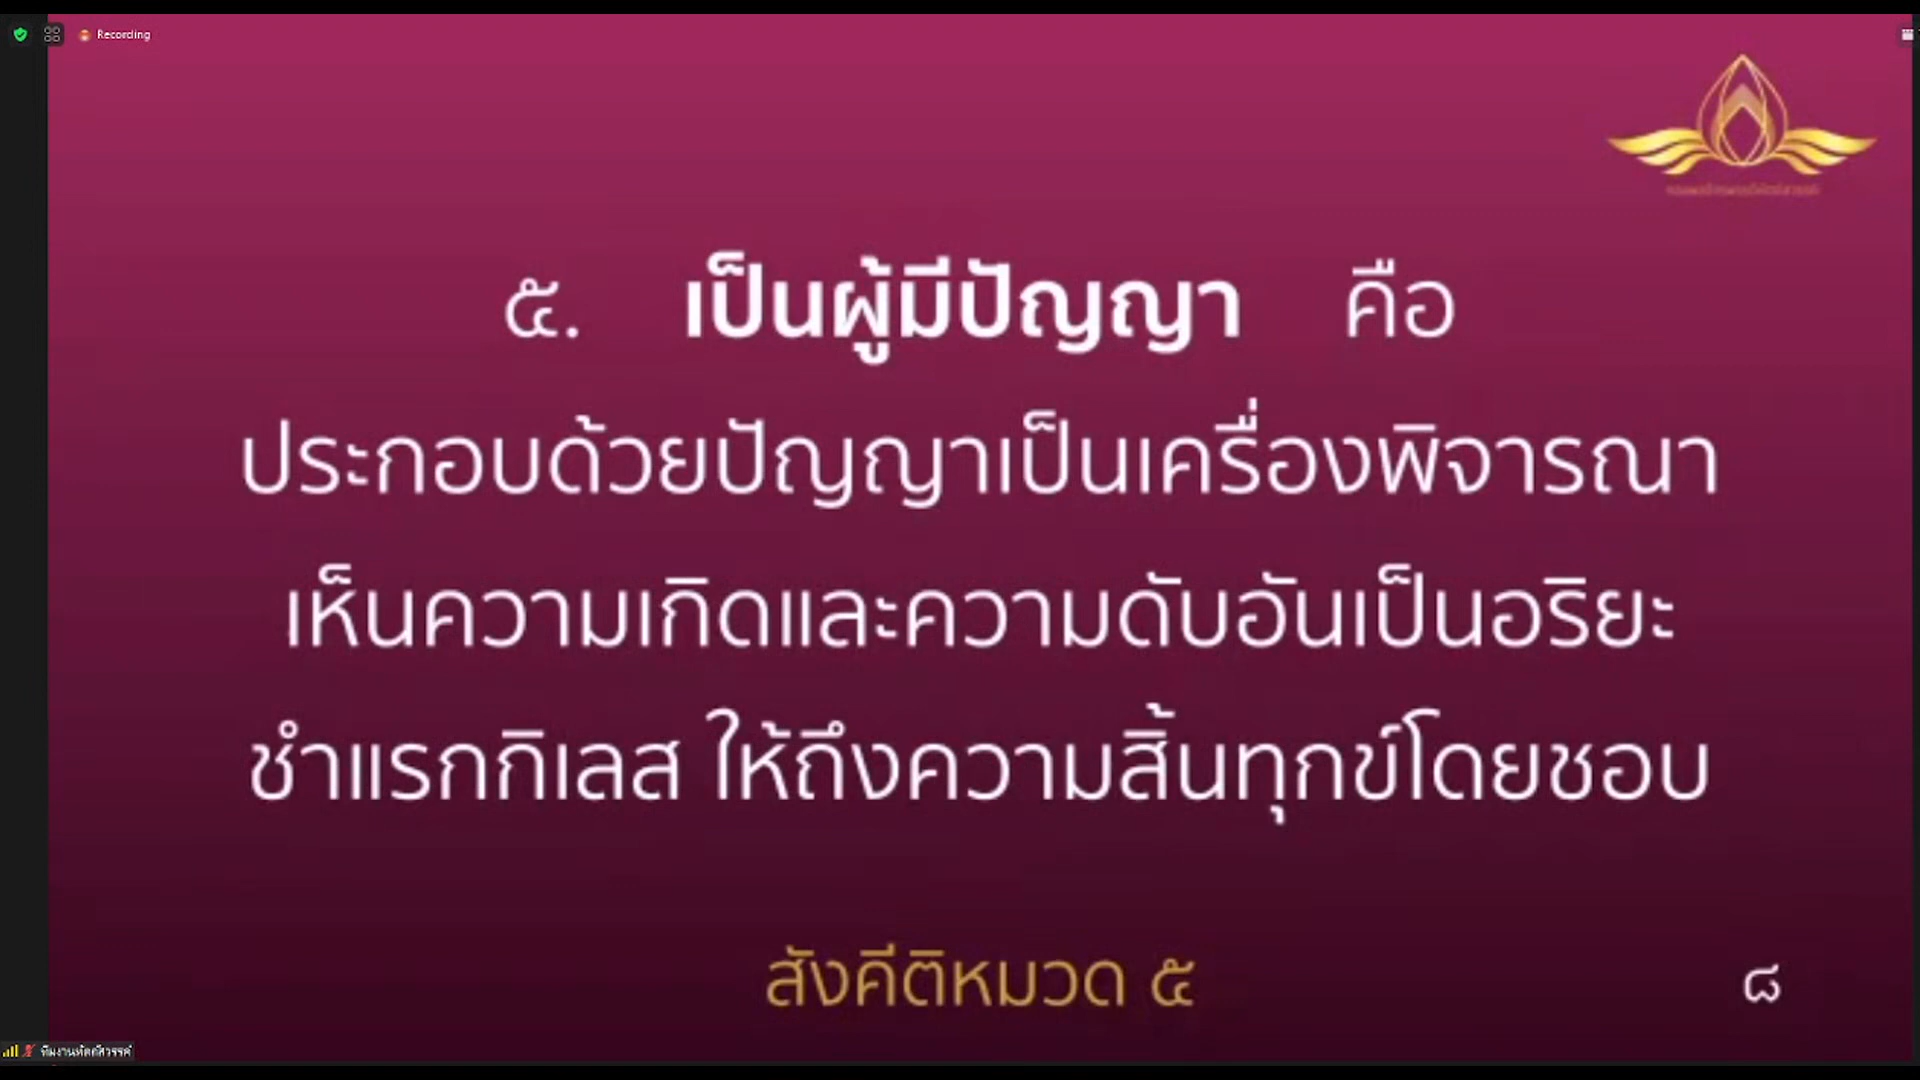 Recording
๕. เป็นผู้มีปัญญา คือ
ประกอบด้วยปัญญาเป็นเครื่องพิจารณา
เห็นความเกิดและความดับอันเป็นอริยะ
ชำแรกกิเลส ให้ถึงความสิ้นทุกข์โดยชอบ
สังคีติหมวด ๕
๘